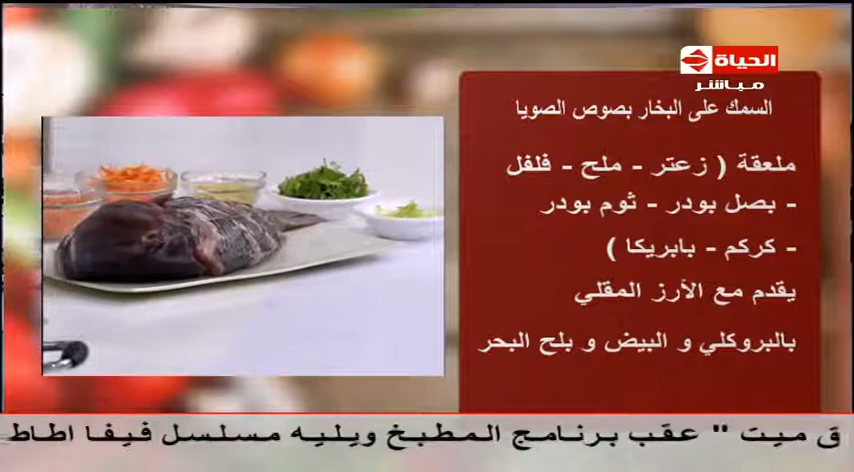 الحياة
مباشر
السمك على البخار بصوص الصويا
ملعقة ( زعتر - ملح - فلفل
- بصل بودر - ثوم بودر
- كركم - بابريكا )
يقدم مع الأرز المقلي
بالبروكلي و البيض و بلح البحر
ق ميت " عقب برنامج المطبخ ويليه مسلسل فيفا اطاط